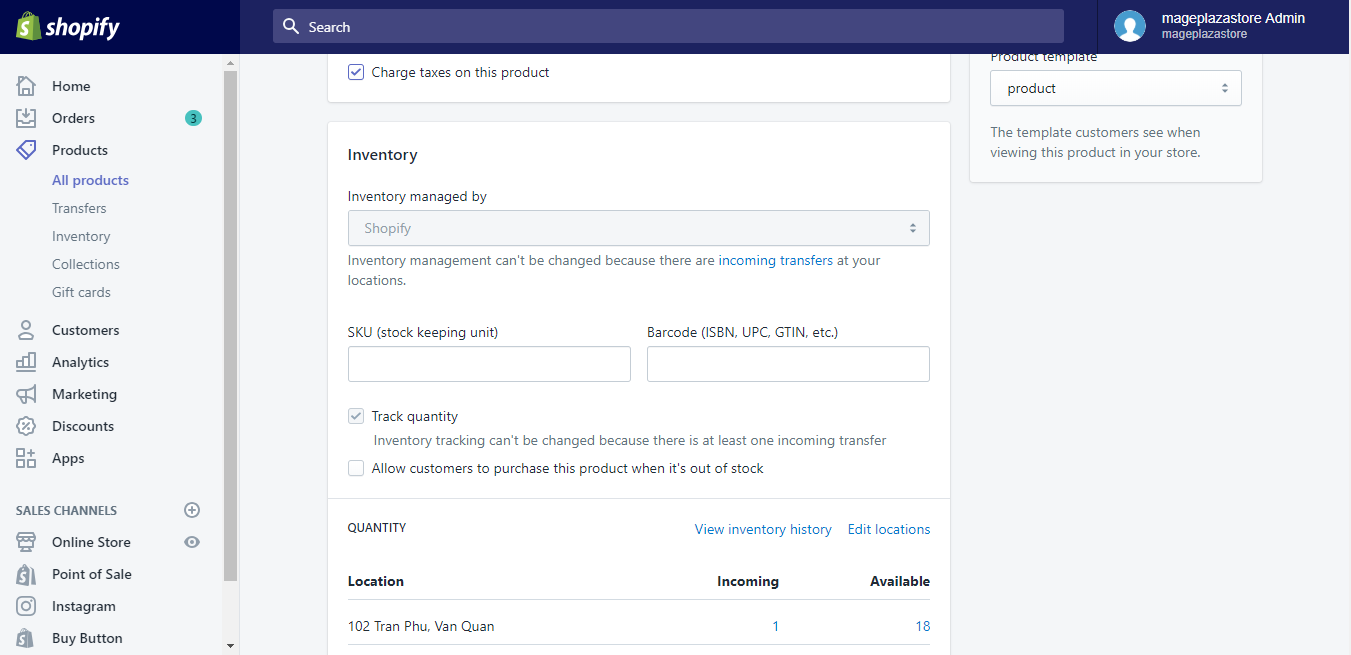 shopify
Search
mageplazastore Admin
mageplazastore
Home
Orders
3
Products
All products
Transfers
Inventory
Collections
Gift cards
Customers
Analytics
Marketing
Discounts
Apps
SALES CHANNELS
Online Store
Point of Sale
Instagram
Buy Button
Charge taxes on this product
Inventory
Inventory managed by
Shopify
Inventory management can't be changed because there are incoming transfers at your
locations.
SKU (stock keeping unit)
Barcode (ISBN, UPC, GTIN, etc.)
Track quantity
Inventory tracking can't be changed because there is at least one incoming transfer
Allow customers to purchase this product when it's out of stock
QUANTITY
View inventory history
Edit locations
Location
Incoming
Available
102 Tran Phu, Van Quan
1
18
Product template
product
The template customers see when
viewing this product in your store.